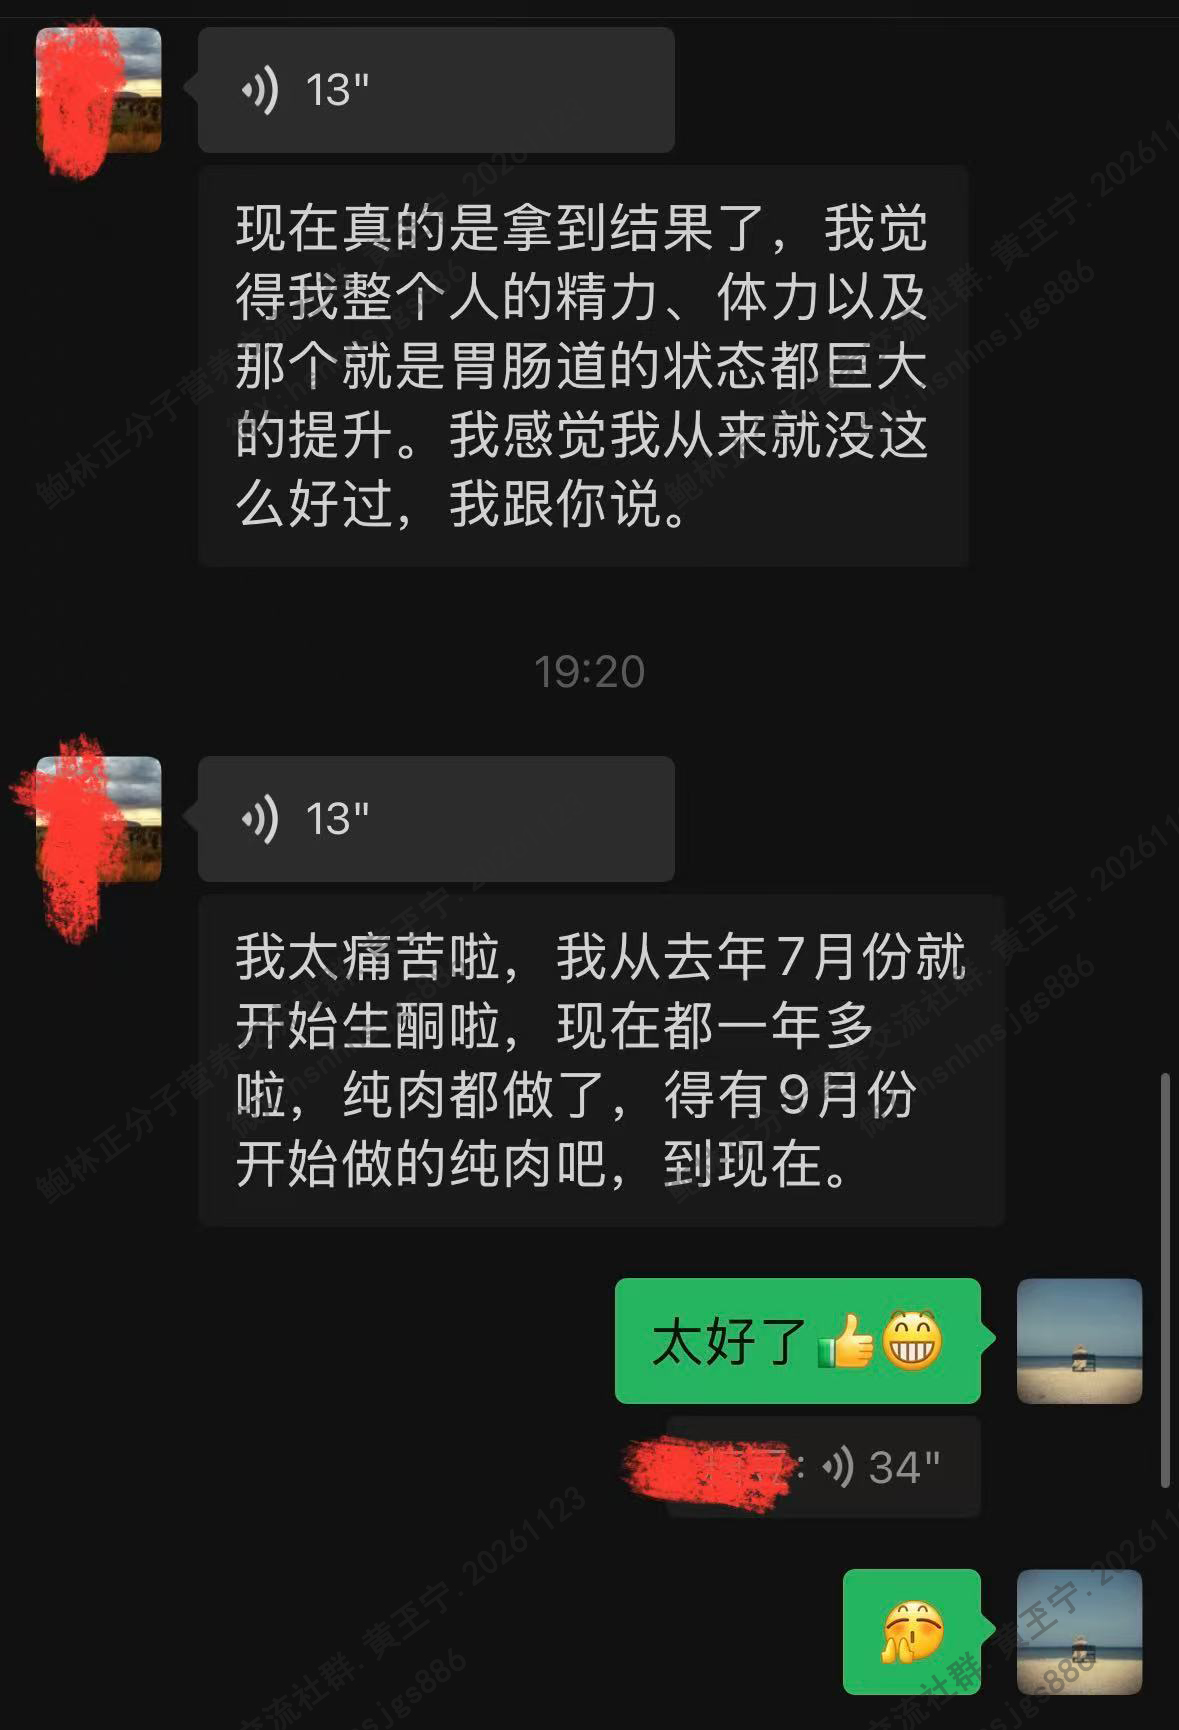 13"
现在真的是拿到结果了，我觉
得我整个人的精力、体力以及
那个就是胃肠道的状态都巨大
的提升。我感觉我从来就没这
么好过，我跟你说。
19:20
13"
我太痛苦啦，我从去年7月份就
开始生酮啦，现在都一年多
啦，纯肉都做了，得有9月份
开始做的纯肉吧，到现在。
太好了👍😁
: 34"